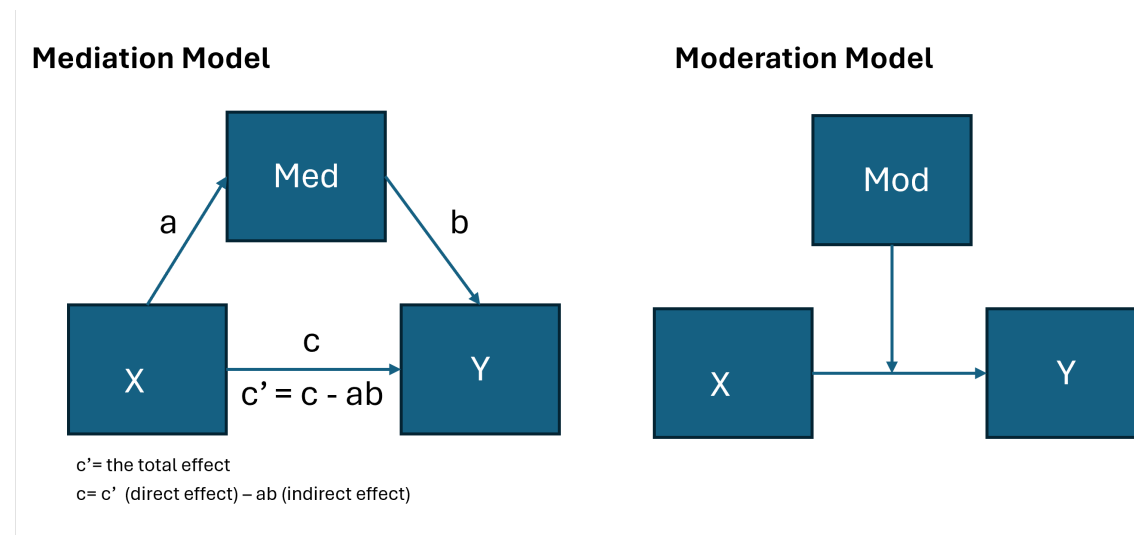 Mediation Model
Med
a
b
X
c
c’ = c - ab
Y
c’= the total effect
c= c’ (direct effect) – ab (indirect effect)
Moderation Model
Mod
X
Y